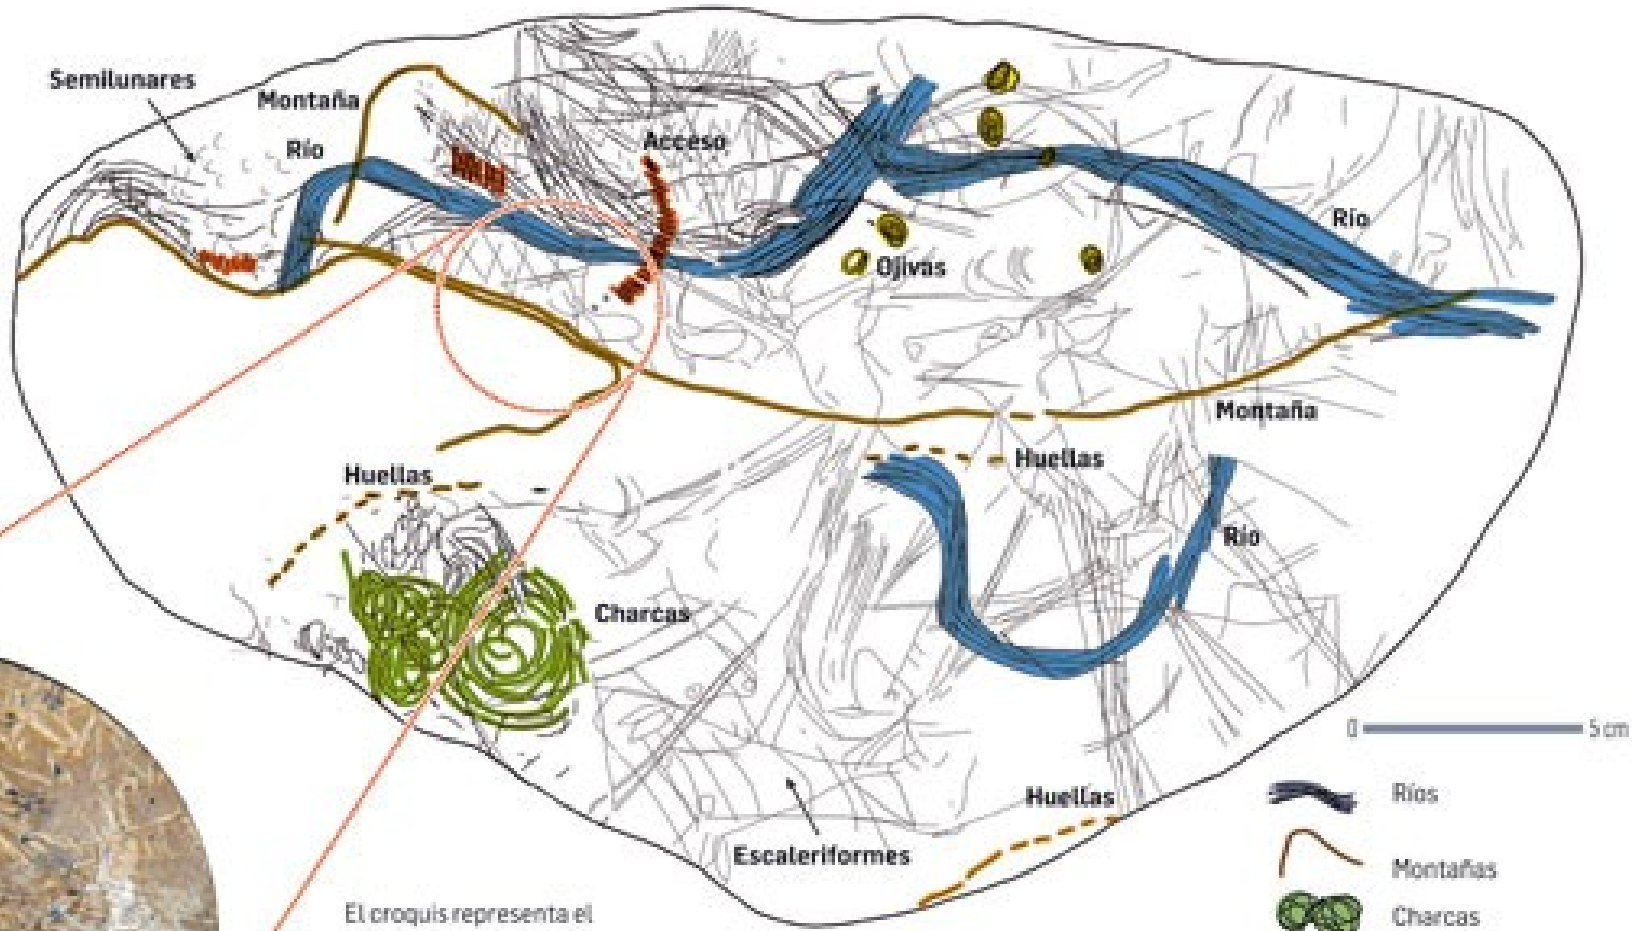 Semilunares
Montaña
Río
Acceso
Río
Ojivas
Montaña
Huellas
Huellas
Río
Charcas
0 5 cm
Huellas
Ríos
Escaleriformes
Montañas
El croquis representa el
Charcas